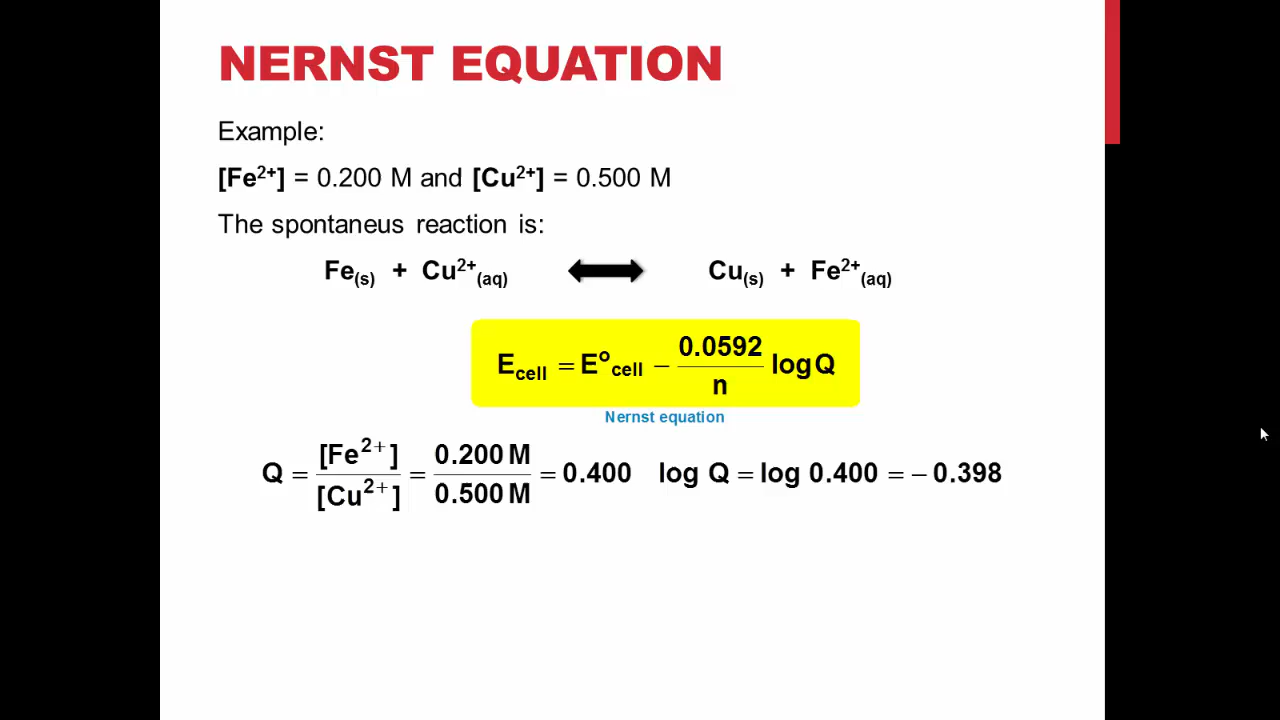 NERNST EQUATION
Example:
[Fe²⁺] = 0.200 M and [Cu²⁺] = 0.500 M
The spontaneus reaction is:
Fe(s) + Cu²⁺(aq) ⟷ Cu(s) + Fe²⁺(aq)
Ecell = E°cell − 0.0592/n log Q
Nernst equation
Q = [Fe²⁺]/[Cu²⁺] = 0.200 M/0.500 M = 0.400 log Q = log 0.400 = − 0.398